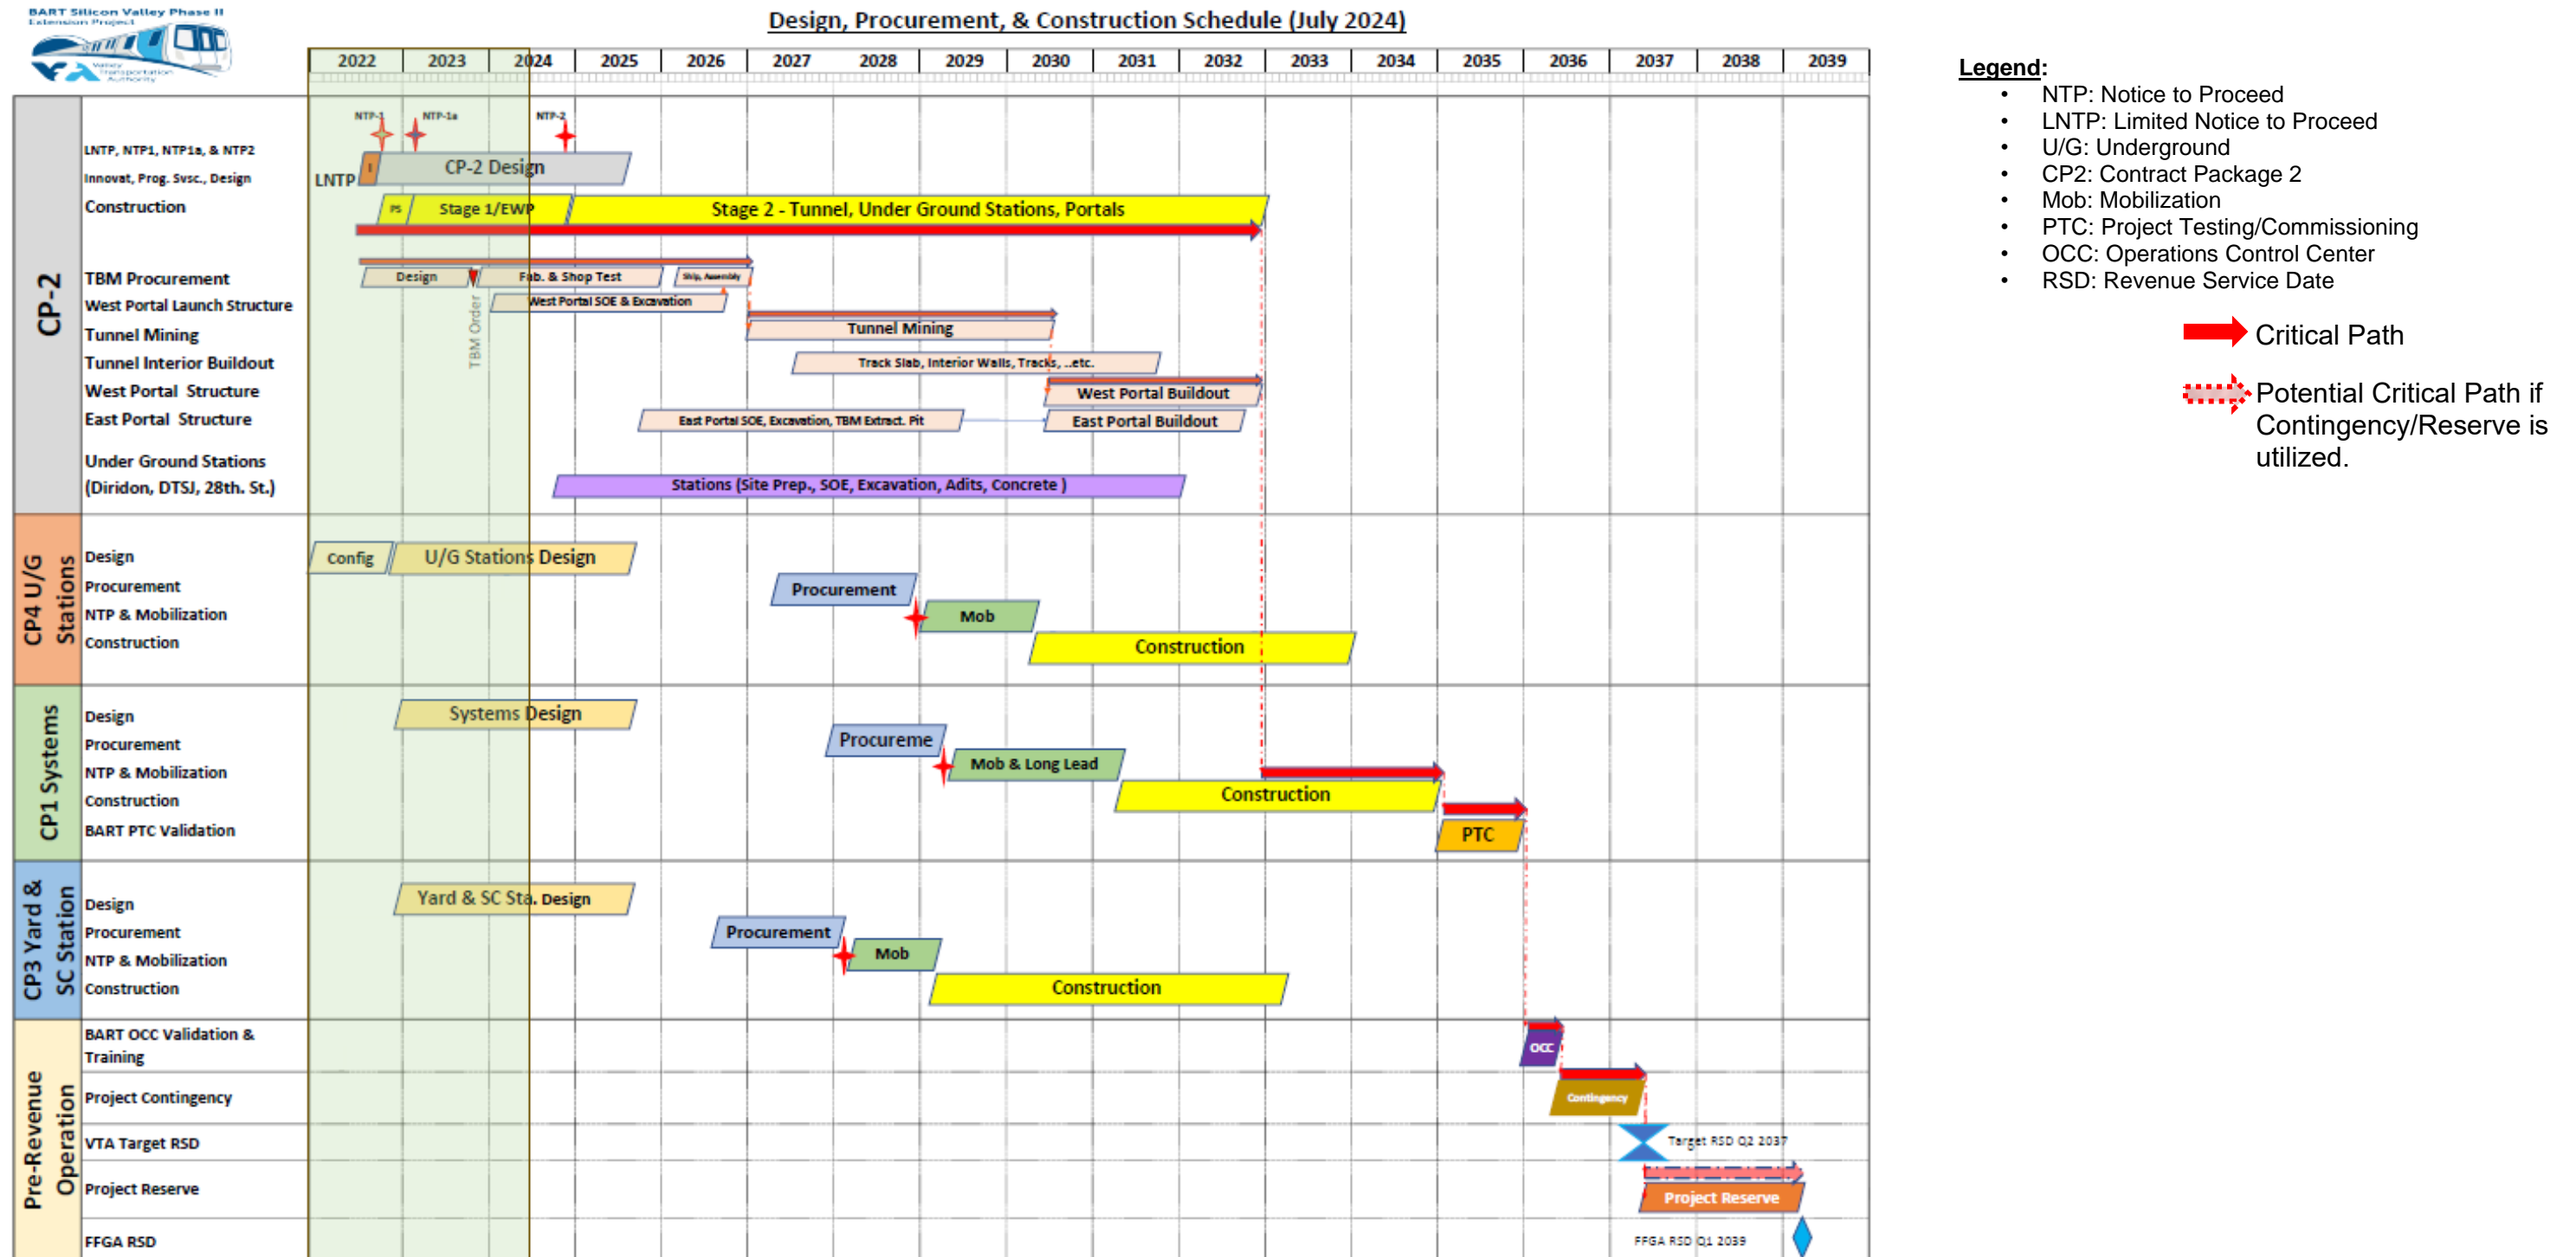 BART Silicon Valley Phase II
Extension Project
Valley
Transportation
Authority
Design, Procurement, & Construction Schedule (July 2024)
2022 2023 2024 2025 2026 2027 2028 2029 2030 2031 2032 2033 2034 2035 2036 2037 2038 2039
Legend:
• NTP: Notice to Proceed
• LNTP: Limited Notice to Proceed
• U/G: Underground
• CP2: Contract Package 2
• Mob: Mobilization
• PTC: Project Testing/Commissioning
• OCC: Operations Control Center
• RSD: Revenue Service Date
Critical Path
Potential Critical Path if
Contingency/Reserve is
utilized.
CP-2
NTP-1 NTP-1a NTP-2
LNTP, NTP1, NTP1a, & NTP2
Innovat, Prog. Svsc., Design
LNTP I CP-2 Design
Construction
PS Stage 1/EWP Stage 2 - Tunnel, Under Ground Stations, Portals
TBM Procurement
Design Fab. & Shop Test Ship, Assembly
TBM Order
West Portal Launch Structure
West Portal SOE & Excavation
Tunnel Mining
Tunnel Mining
Tunnel Interior Buildout
Track Slab, Interior Walls, Tracks, ..etc.
West Portal Structure
West Portal Buildout
East Portal Structure
East Portal SOE, Excavation, TBM Extract. Pit East Portal Buildout
Under Ground Stations
(Diridon, DTSJ, 28th. St.)
Stations (Site Prep., SOE, Excavation, Adits, Concrete )
CP4 U/G
Stations
Design
Config U/G Stations Design
Procurement
Procurement
NTP & Mobilization
Mob
Construction
Construction
CP1 Systems
Design
Systems Design
Procurement
Procureme
NTP & Mobilization
Mob & Long Lead
Construction
Construction
BART PTC Validation
PTC
CP3 Yard &
SC Station
Design
Yard & SC Sta. Design
Procurement
Procurement
NTP & Mobilization
Mob
Construction
Construction
Pre-Revenue
Operation
BART OCC Validation &
Training
OCC
Project Contingency
Contingency
VTA Target RSD
Target RSD Q2 2037
Project Reserve
Project Reserve
FFGA RSD
FFGA RSD Q1 2039